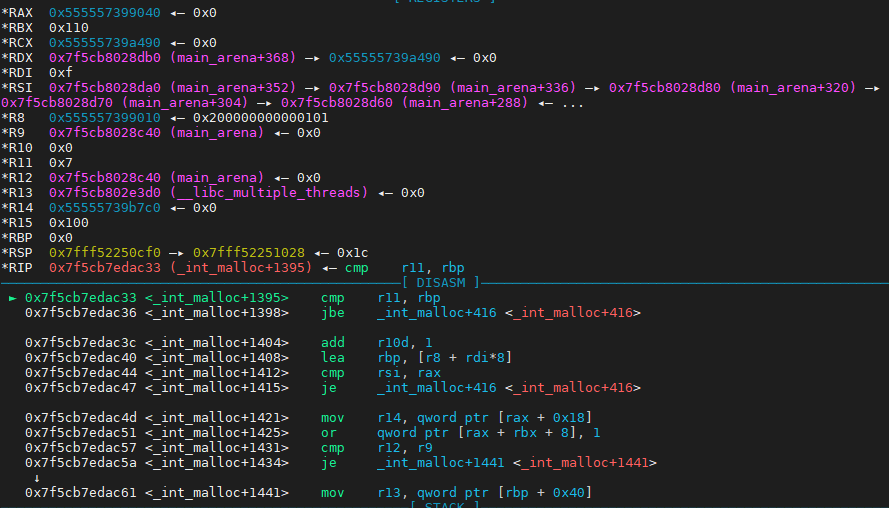 [ REGISTERS ]
*RAX  0x555557399040 ◂— 0x0
*RBX  0x110
*RCX  0x55555739a490 ◂— 0x0
*RDX  0x7f5cb8028db0 (main_arena+368) —▸ 0x55555739a490 ◂— 0x0
*RDI  0xf
*RSI  0x7f5cb8028da0 (main_arena+352) —▸ 0x7f5cb8028d90 (main_arena+336) —▸ 0x7f5cb8028d80 (main_arena+320) —▸
0x7f5cb8028d70 (main_arena+304) —▸ 0x7f5cb8028d60 (main_arena+288) ◂— ...
*R8   0x555557399010 ◂— 0x200000000000101
*R9   0x7f5cb8028c40 (main_arena) ◂— 0x0
*R10  0x0
*R11  0x7
*R12  0x7f5cb8028c40 (main_arena) ◂— 0x0
*R13  0x7f5cb802e3d0 (__libc_multiple_threads) ◂— 0x0
*R14  0x55555739b7c0 ◂— 0x0
*R15  0x100
*RBP  0x0
*RSP  0x7fff52250cf0 —▸ 0x7fff52251028 ◂— 0x1c
*RIP  0x7f5cb7edac33 (_int_malloc+1395) ◂— cmp    r11, rbp
[ DISASM ]
► 0x7f5cb7edac33 <_int_malloc+1395>    cmp    r11, rbp
0x7f5cb7edac36 <_int_malloc+1398>    jbe    _int_malloc+416 <_int_malloc+416>
0x7f5cb7edac3c <_int_malloc+1404>    add    r10d, 1
0x7f5cb7edac40 <_int_malloc+1408>    lea    rbp, [r8 + rdi*8]
0x7f5cb7edac44 <_int_malloc+1412>    cmp    rsi, rax
0x7f5cb7edac47 <_int_malloc+1415>    je     _int_malloc+416 <_int_malloc+416>
0x7f5cb7edac4d <_int_malloc+1421>    mov    r14, qword ptr [rax + 0x18]
0x7f5cb7edac51 <_int_malloc+1425>    or     qword ptr [rax + rbx + 8], 1
0x7f5cb7edac57 <_int_malloc+1431>    cmp    r12, r9
0x7f5cb7edac5a <_int_malloc+1434>    je     _int_malloc+1441 <_int_malloc+1441>
↓
0x7f5cb7edac61 <_int_malloc+1441>    mov    r13, qword ptr [rbp + 0x40]
[ STACK ]